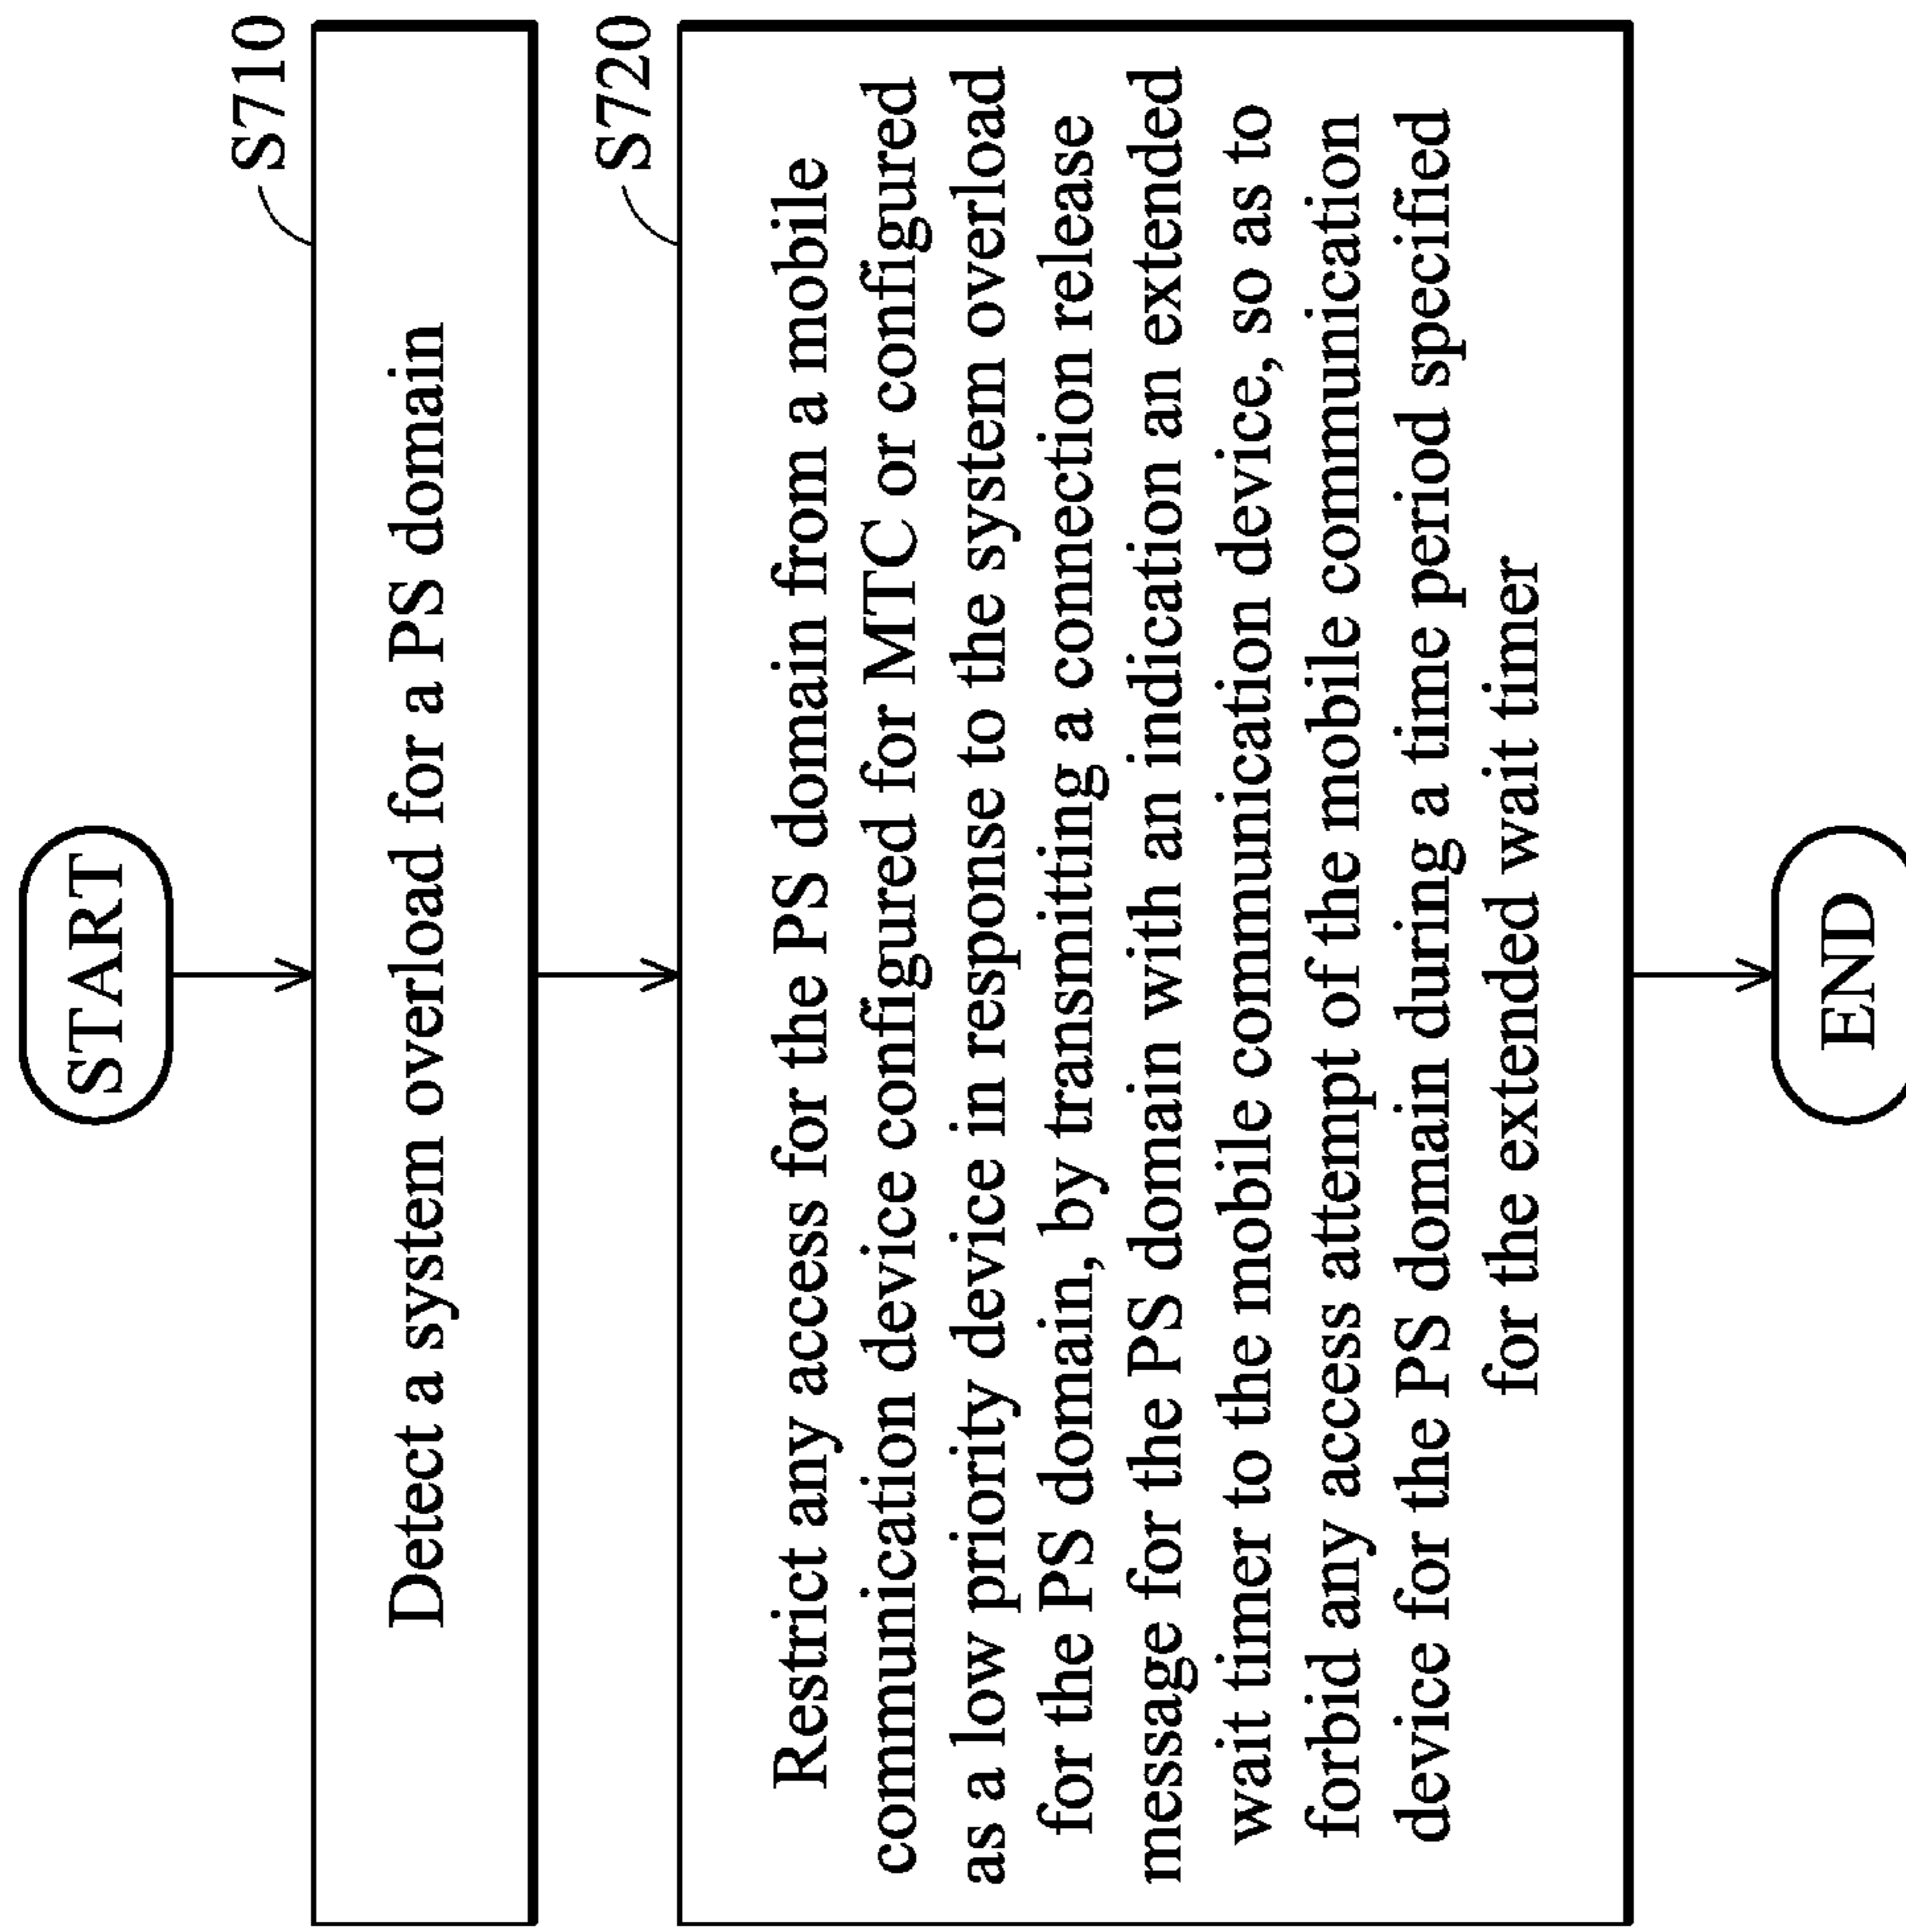 START
S710
Detect a system overload for a PS domain
S720
Restrict any access for the PS domain from a mobile
communication device configured for MTC or configured
as a low priority device in response to the system overload
for the PS domain, by transmitting a connection release
message for the PS domain with an indication an extended
wait timer to the mobile communication device, so as to
forbid any access attempt of the mobile communication
device for the PS domain during a time period specified
for the extended wait timer
END